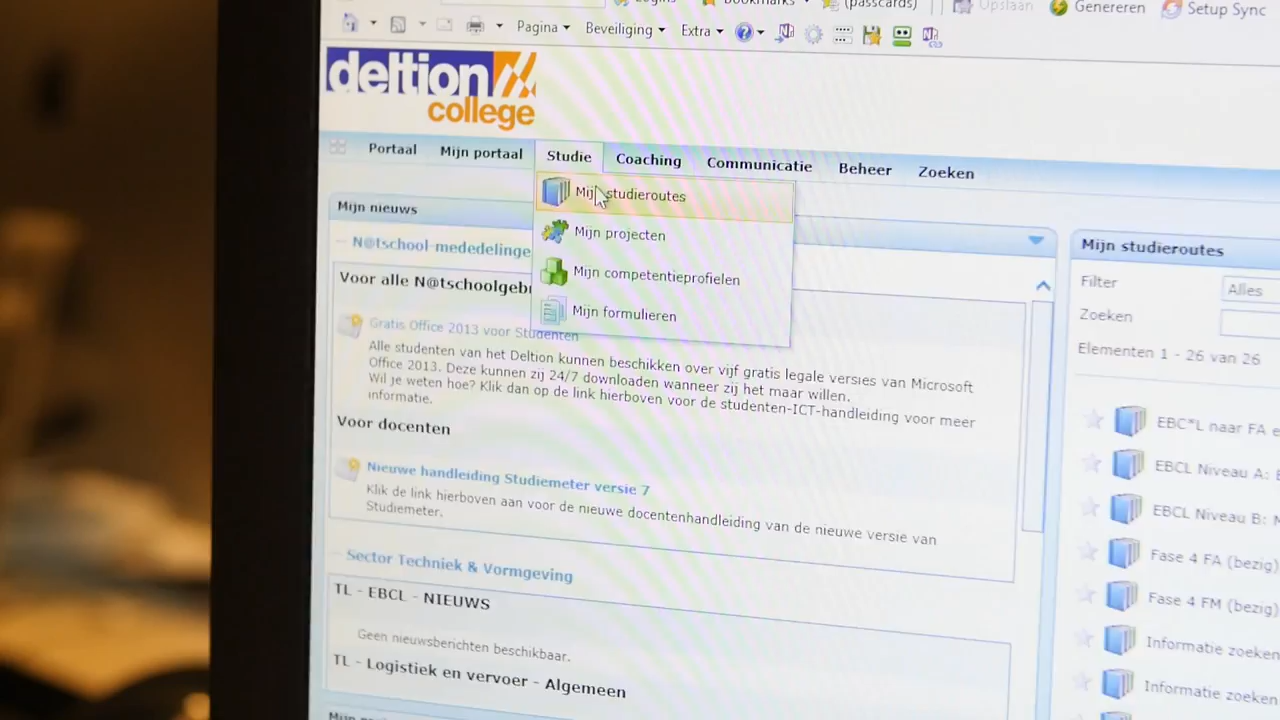 (passcards)
Opslaan
Genereren
Setup Sync
Pagina
Beveiliging
Extra
deltion
college
Portaal
Mijn portaal
Studie
Coaching
Communicatie
Beheer
Zoeken
Mijn studieroutes
Mijn projecten
Mijn competentieprofielen
Mijn formulieren
Mijn nieuws
N@tschool-mededelinge
Voor alle N@tschoolgebr
Gratis Office 2013 voor Studenten
Alle studenten van het Deltion kunnen beschikken over vijf gratis legale versies van Microsoft
Office 2013. Deze kunnen zij 24/7 downloaden wanneer zij het maar willen.
Wil je weten hoe? Klik dan op de link hierboven voor de studenten-ICT-handleiding voor meer
informatie.
Voor docenten
Nieuwe handleiding Studiemeter versie 7
Klik de link hierboven aan voor de nieuwe docentenhandleiding van de nieuwe versie van
Studiemeter.
Sector Techniek & Vormgeving
TL - EBCL - NIEUWS
Geen nieuwsberichten beschikbaar.
TL - Logistiek en vervoer - Algemeen
Mijn studieroutes
Filter
Alles
Zoeken
Elementen 1 - 26 van 26
EBC*L naar FA e
EBCL Niveau A:
EBCL Niveau B:
Fase 4 FA (bezig)
Fase 4 FM (bezig)
Informatie zoeken
Informatie zoeken